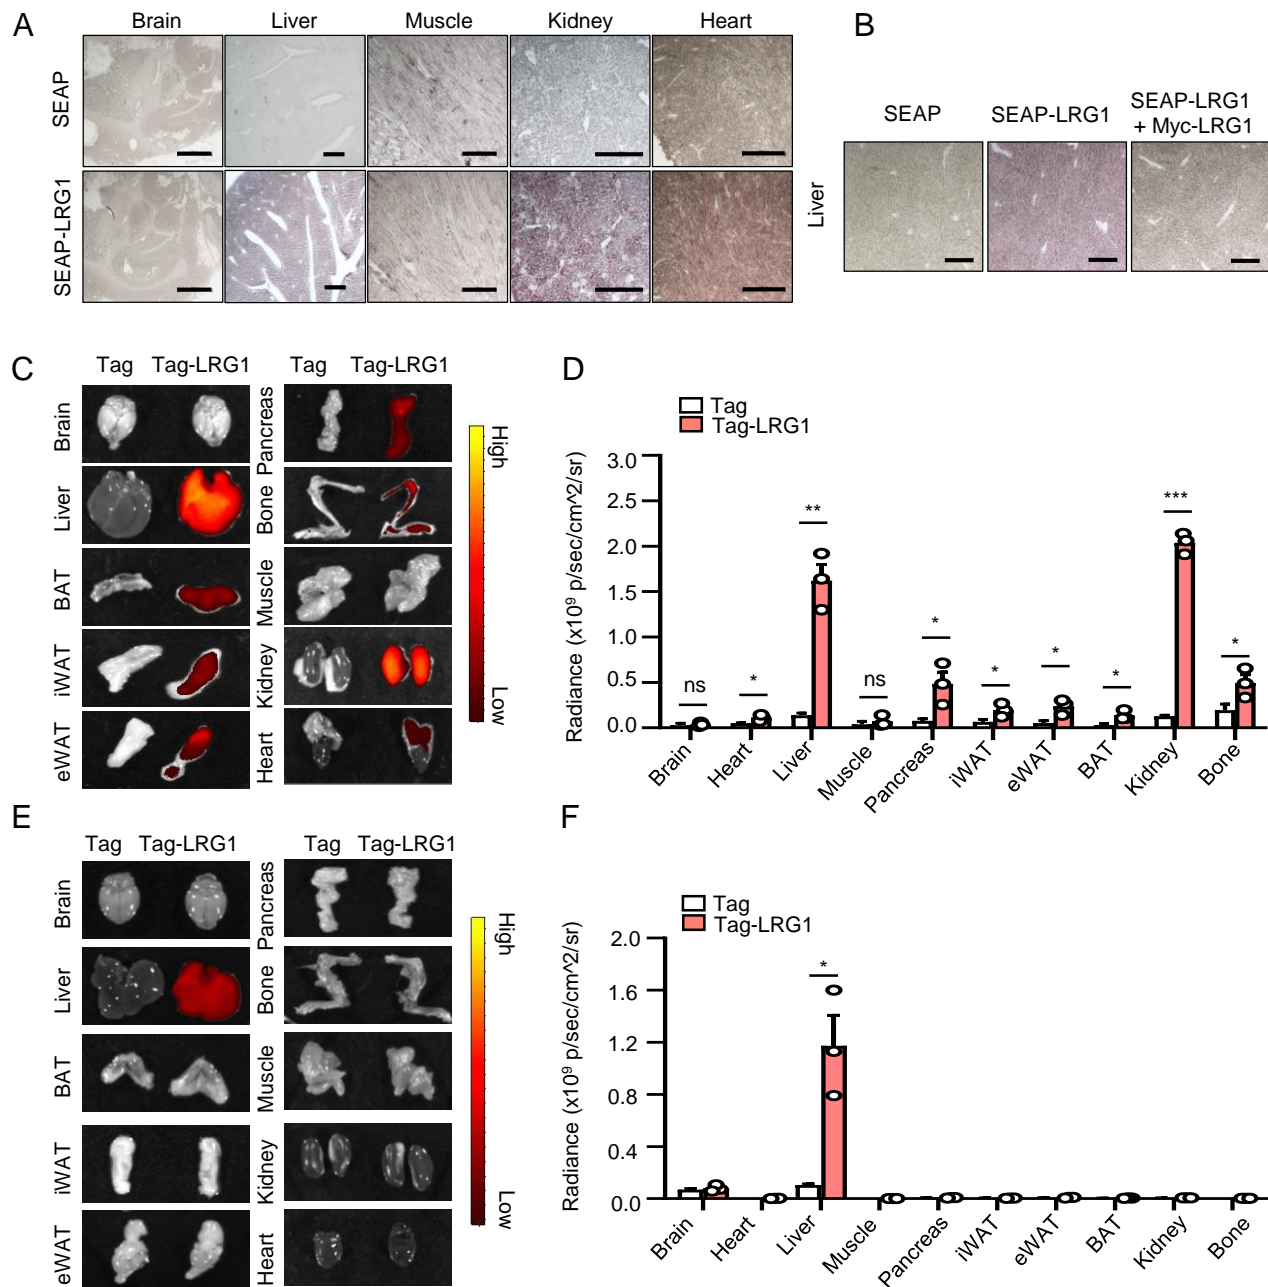 A
Brain Liver Muscle Kidney Heart
SEAP
SEAP-LRG1
B
SEAP SEAP-LRG1 SEAP-LRG1
+ Myc-LRG1
Liver
C
Tag Tag-LRG1 Tag Tag-LRG1
Brain Pancreas
Liver Bone
BAT Muscle
iWAT Kidney
eWAT Heart
High
Low
D
Tag
Tag-LRG1
Radiance (x10⁹ p/sec/cm^2/sr)
3.0
2.5
2.0
1.5
1.0
0.5
0.0
ns * ** ns * * * * *** *
Brain Heart Liver Muscle Pancreas iWAT eWAT BAT Kidney Bone
E
Tag Tag-LRG1 Tag Tag-LRG1
Brain Pancreas
Liver Bone
BAT Muscle
iWAT Kidney
eWAT Heart
High
Low
F
Tag
Tag-LRG1
Radiance (x10⁹ p/sec/cm^2/sr)
2.0
1.6
1.2
0.8
0.4
0.0
*
Brain Heart Liver Muscle Pancreas iWAT eWAT BAT Kidney Bone